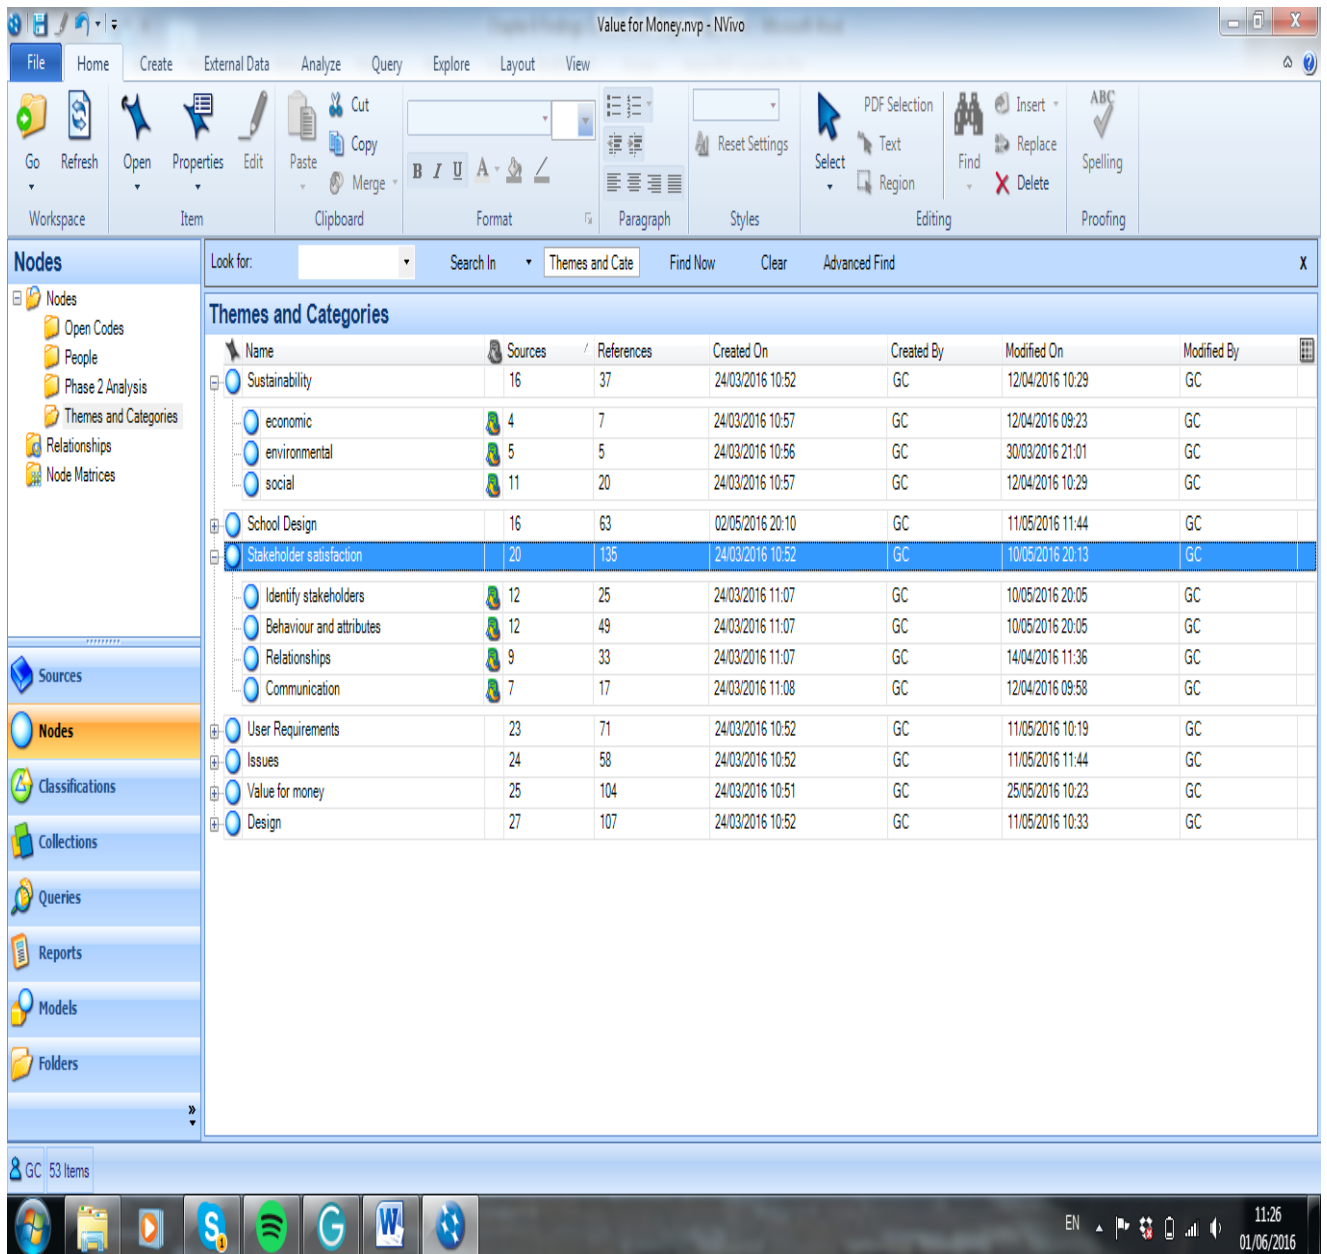 Value for Money.nvp - NVivo
File Home Create External Data Analyze Query Explore Layout View
Go Refresh Open Properties Edit Paste Cut Copy Merge
B I U A
Reset Settings
Select PDF Selection Text Region Find Insert Replace Delete
ABC Spelling
Workspace Item Clipboard Format Paragraph Styles Editing Proofing
Nodes
Look for: Search In Themes and Cate Find Now Clear Advanced Find X
Nodes
Open Codes
People
Phase 2 Analysis
Themes and Categories
Relationships
Node Matrices
Themes and Categories
Name Sources References Created On Created By Modified On Modified By
Sustainability 16 37 24/03/2016 10:52 GC 12/04/2016 10:29 GC
economic 4 7 24/03/2016 10:57 GC 12/04/2016 09:23 GC
environmental 5 5 24/03/2016 10:56 GC 30/03/2016 21:01 GC
social 11 20 24/03/2016 10:57 GC 12/04/2016 10:29 GC
School Design 16 63 02/05/2016 20:10 GC 11/05/2016 11:44 GC
Stakeholder satisfaction 20 135 24/03/2016 10:52 GC 10/05/2016 20:13 GC
Identify stakeholders 12 25 24/03/2016 11:07 GC 10/05/2016 20:05 GC
Behaviour and attributes 12 49 24/03/2016 11:07 GC 10/05/2016 20:05 GC
Relationships 9 33 24/03/2016 11:07 GC 14/04/2016 11:36 GC
Communication 7 17 24/03/2016 11:08 GC 12/04/2016 09:58 GC
User Requirements 23 71 24/03/2016 10:52 GC 11/05/2016 10:19 GC
Issues 24 58 24/03/2016 10:52 GC 11/05/2016 11:44 GC
Value for money 25 104 24/03/2016 10:51 GC 25/05/2016 10:23 GC
Design 27 107 24/03/2016 10:52 GC 11/05/2016 10:33 GC
Sources
Nodes
Classifications
Collections
Queries
Reports
Models
Folders
GC 53 Items
EN 11:26
01/06/2016